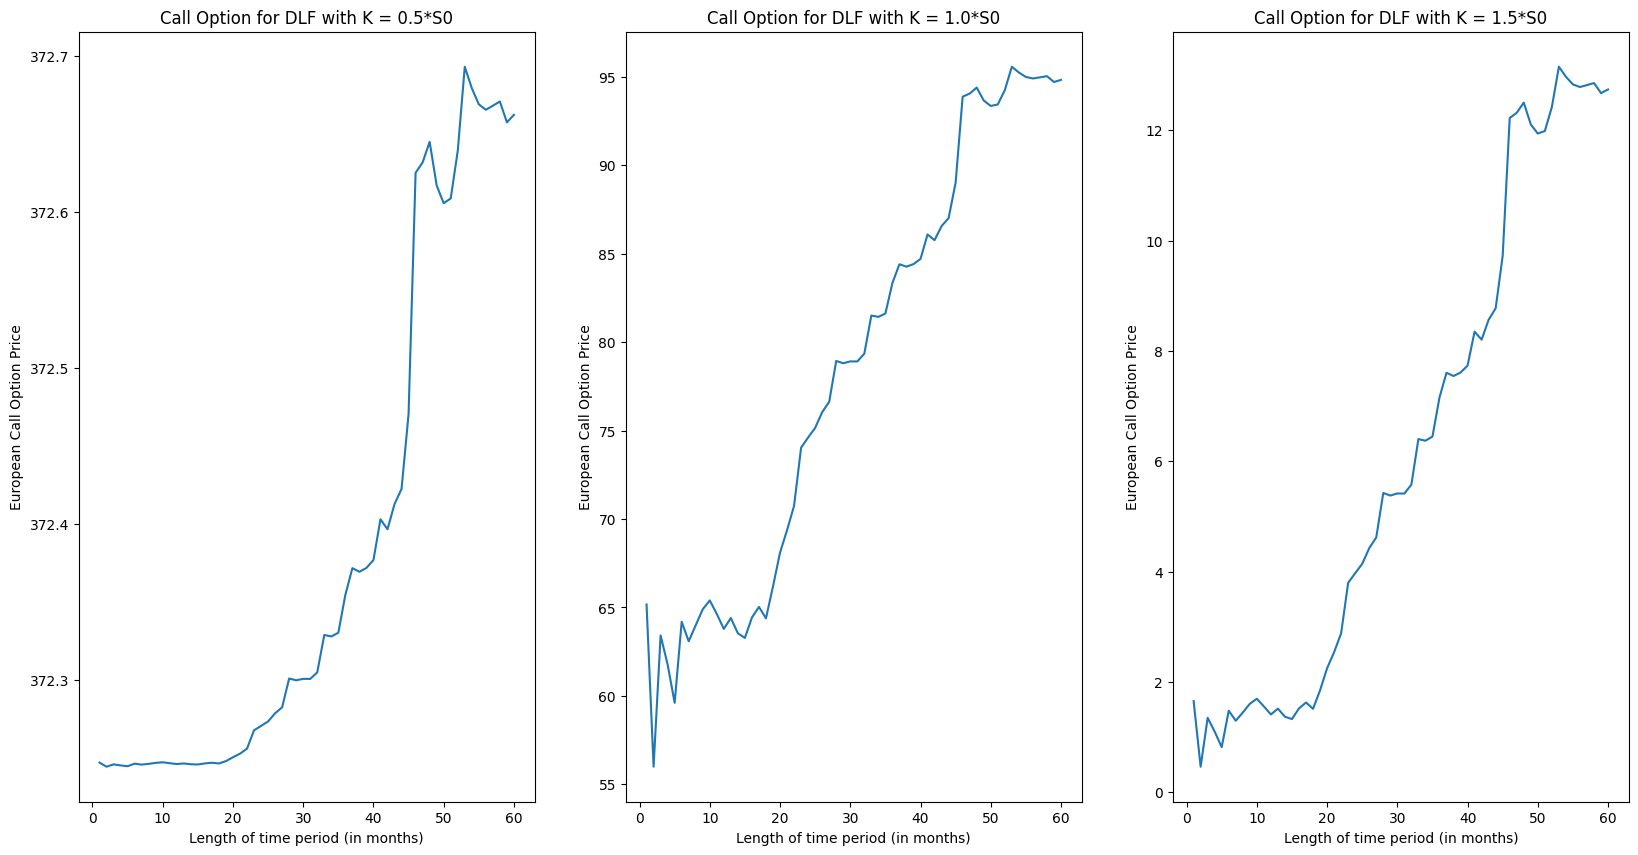 Call Option for DLF with K = 0.5*S0
372.7
372.6
372.5
372.4
372.3
European Call Option Price
0 10 20 30 40 50 60
Length of time period (in months)
Call Option for DLF with K = 1.0*S0
95
90
85
80
75
70
65
60
55
European Call Option Price
0 10 20 30 40 50 60
Length of time period (in months)
Call Option for DLF with K = 1.5*S0
12
10
8
6
4
2
0
European Call Option Price
0 10 20 30 40 50 60
Length of time period (in months)